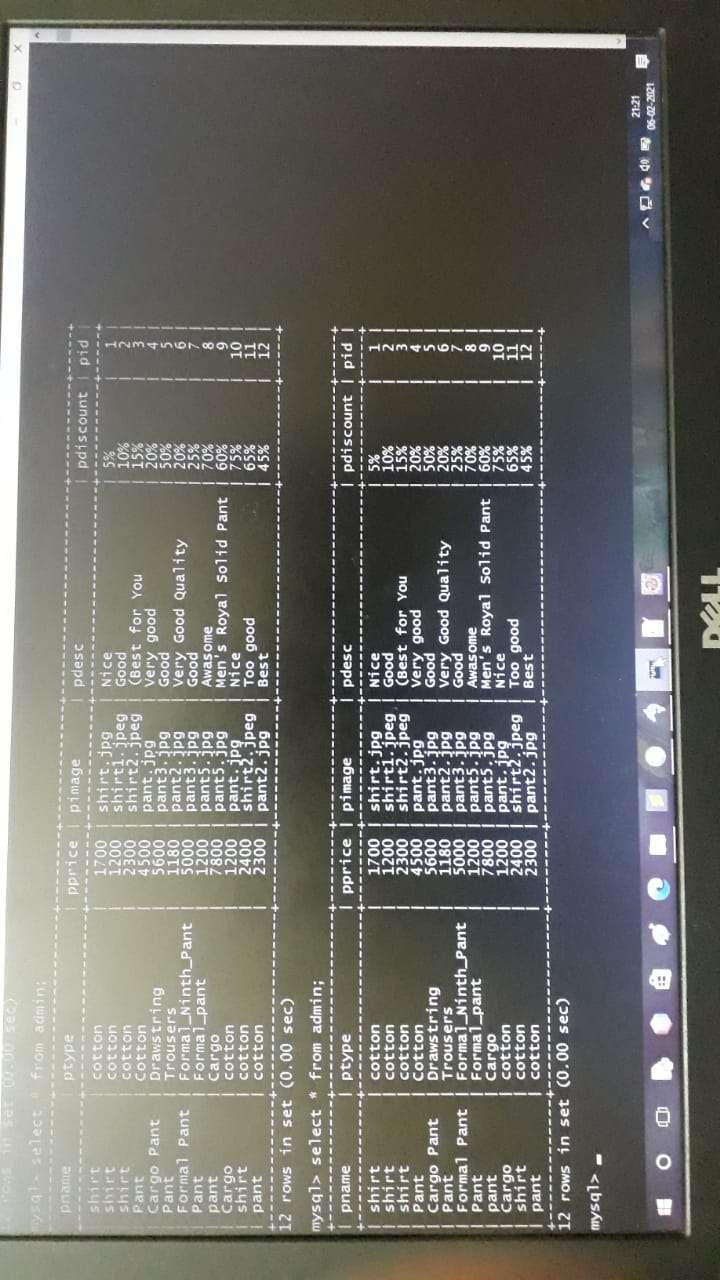 12 rows in set (0.00 sec)
mysql> select * from admin;
| pname | ptype | pprice | pimage | pdesc | pdiscount | pid |
| shirt | cotton | 1700 | shirt.jpg | Nice | 5% | 1 |
| shirt | cotton | 1200 | shirt1.jpeg | Good | 10% | 2 |
| shirt | cotton | 2300 | shirt2.jpeg | (Best for You | 15% | 3 |
| Pant | Cotton | 4500 | pant.jpg | Very good | 20% | 4 |
| Cargo Pant | Drawstring | 5600 | pant3.jpg | Good | 50% | 5 |
| Pant | Trousers | 1180 | pant2.jpg | Very Good Quality | 20% | 6 |
| Formal Pant | Formal_Ninth_Pant | 5000 | pant3.jpg | Good | 25% | 7 |
| Pant | Formal_pant | 1200 | pant5.jpg | Awasome | 70% | 8 |
| pant | Cargo | 7800 | pant5.jpg | Men's Royal Solid Pant | 60% | 9 |
| Cargo | cotton | 1200 | pant.jpg | Nice | 75% | 10 |
| shirt | cotton | 2400 | shirt2.jpeg | Too good | 65% | 11 |
| pant | cotton | 2300 | pant2.jpg | Best | 45% | 12 |
12 rows in set (0.00 sec)
mysql> select * from admin;
| pname | ptype | pprice | pimage | pdesc | pdiscount | pid |
| shirt | cotton | 1700 | shirt.jpg | Nice | 5% | 1 |
| shirt | cotton | 1200 | shirt1.jpeg | Good | 10% | 2 |
| shirt | cotton | 2300 | shirt2.jpeg | (Best for You | 15% | 3 |
| Pant | Cotton | 4500 | pant.jpg | Very good | 20% | 4 |
| Cargo Pant | Drawstring | 5600 | pant3.jpg | Good | 50% | 5 |
| Pant | Trousers | 1180 | pant2.jpg | Very Good Quality | 20% | 6 |
| Formal Pant | Formal_Ninth_Pant | 5000 | pant3.jpg | Good | 25% | 7 |
| Pant | Formal_pant | 1200 | pant5.jpg | Awasome | 70% | 8 |
| pant | Cargo | 7800 | pant5.jpg | Men's Royal Solid Pant | 60% | 9 |
| Cargo | cotton | 1200 | pant.jpg | Nice | 75% | 10 |
| shirt | cotton | 2400 | shirt2.jpeg | Too good | 65% | 11 |
| pant | cotton | 2300 | pant2.jpg | Best | 45% | 12 |
12 rows in set (0.00 sec)
mysql> _
21:21
06-02-2021
DELL